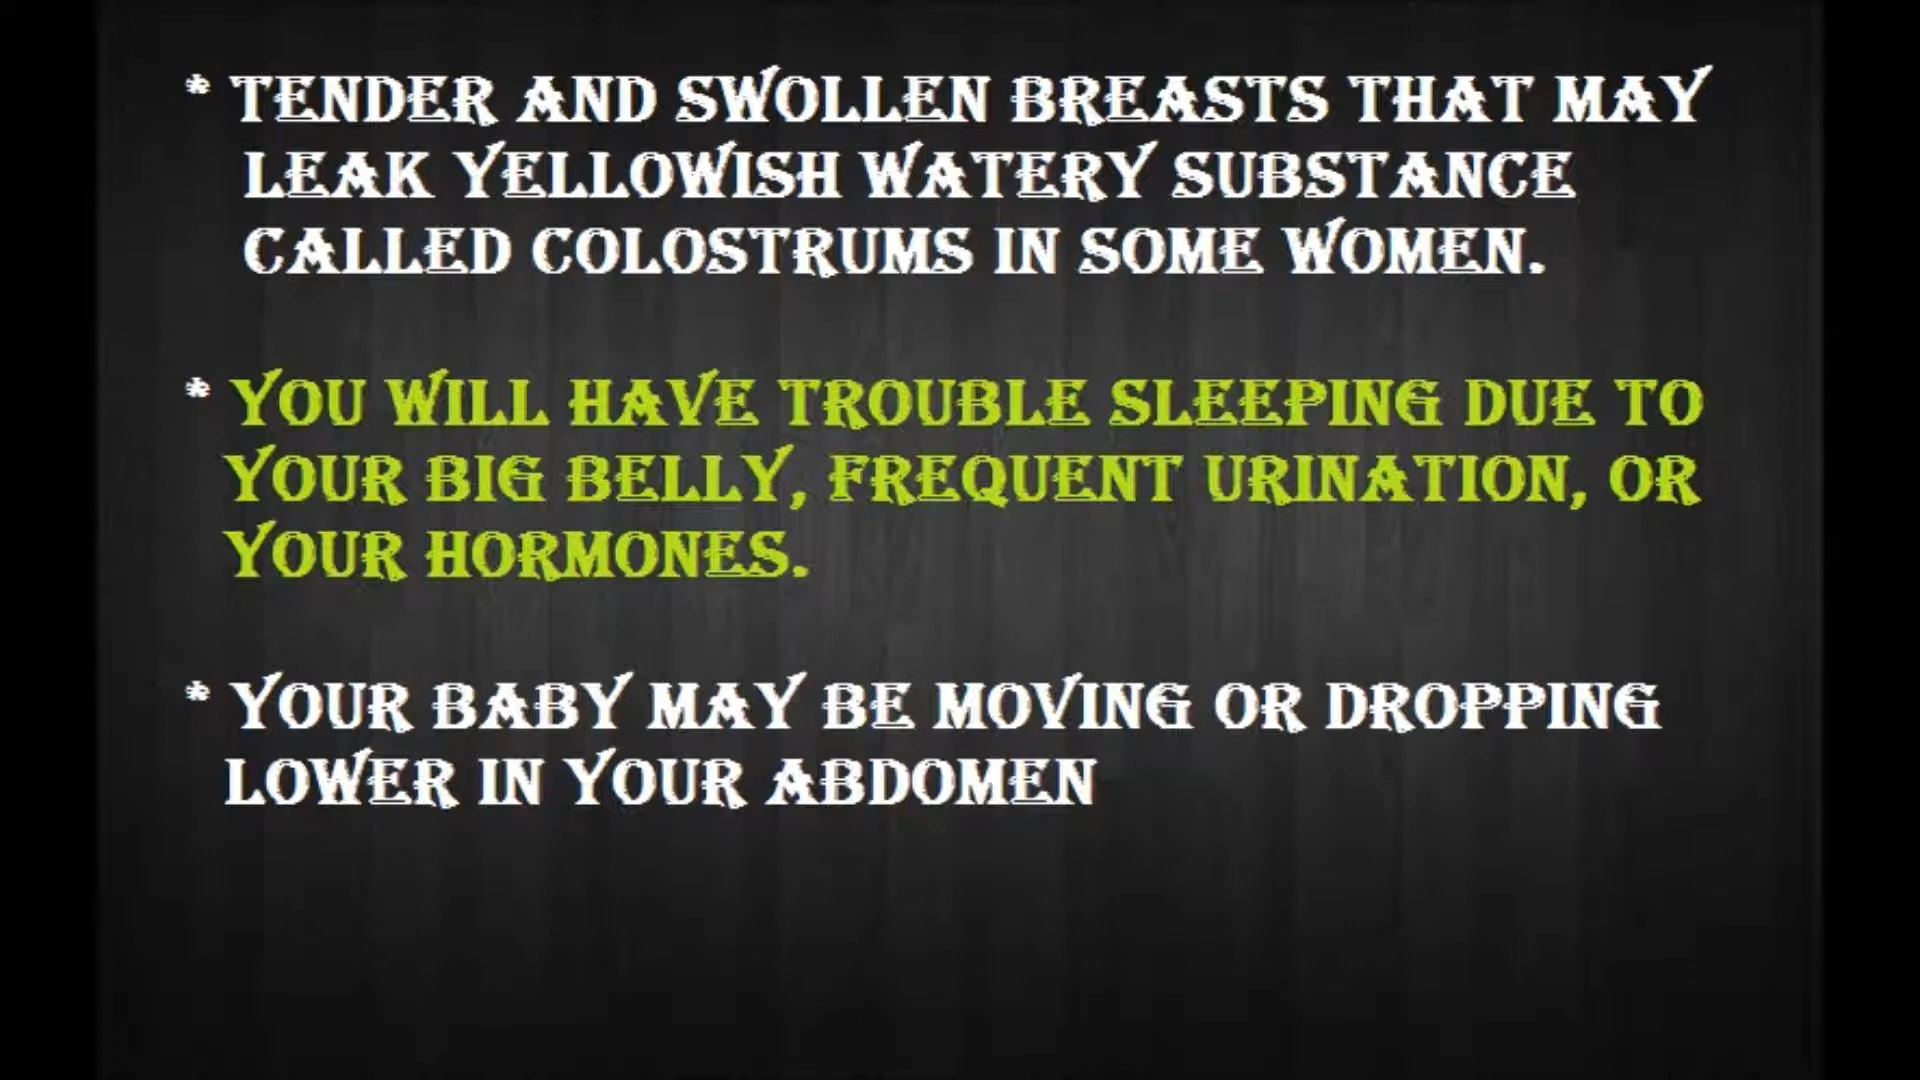 * TENDER AND SWOLLEN BREASTS THAT MAY
LEAK YELLOWISH WATERY SUBSTANCE
CALLED COLOSTRUMS IN SOME WOMEN.
* YOU WILL HAVE TROUBLE SLEEPING DUE TO
YOUR BIG BELLY, FREQUENT URINATION, OR
YOUR HORMONES.
* YOUR BABY MAY BE MOVING OR DROPPING
LOWER IN YOUR ABDOMEN